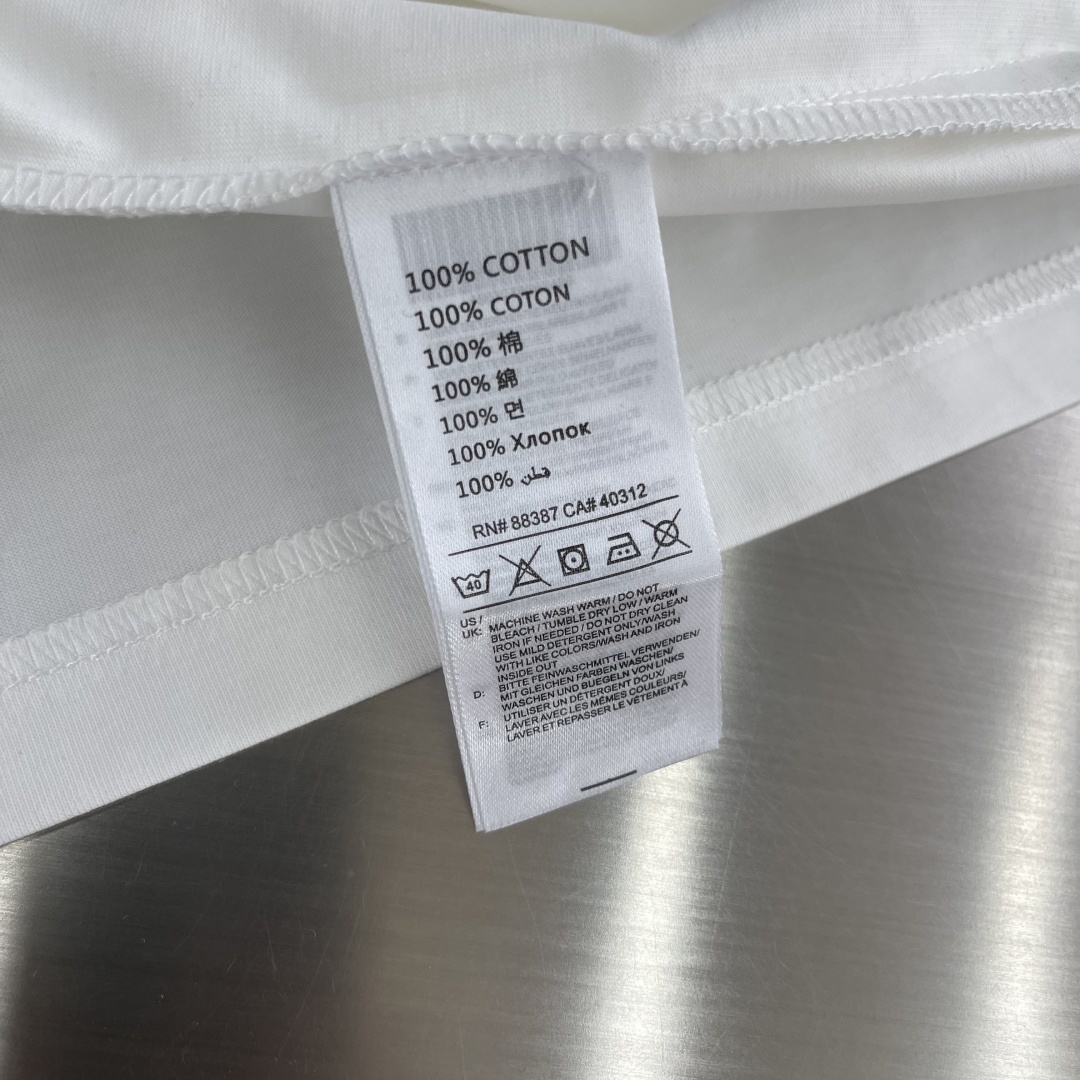 100% COTTON
100% COTON
100% 棉
100% 綿
100% 면
100% Хлопок
100% قطن
RN# 88387 CA# 40312
40
US / UK: MACHINE WASH WARM / DO NOT
BLEACH / TUMBLE DRY LOW / WARM
IRON IF NEEDED / DO NOT DRY CLEAN
USE MILD DETERGENT ONLY/WASH
WITH LIKE COLORS/WASH AND IRON
INSIDE OUT
D: BITTE FEINWASCHMITTEL VERWENDEN/
MIT GLEICHEN FARBEN WASCHEN/
WASCHEN UND BUEGELN VON LINKS
F: UTILISER UN DÉTERGENT DOUX/
LAVER AVEC LES MÊMES COULEURS/
LAVER ET REPASSER LE VÊTEMENT À